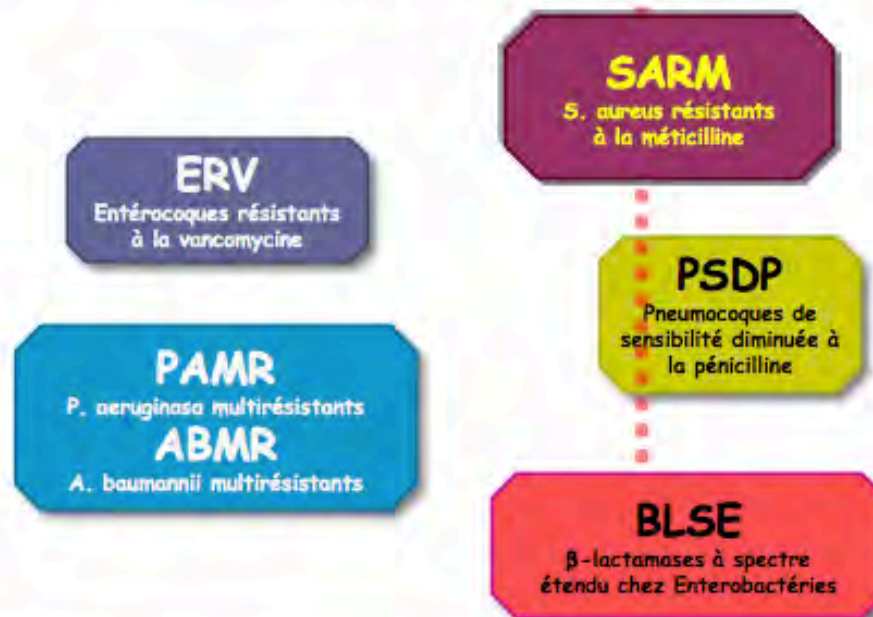 SARM
S. aureus résistants
à la méticilline
ERV
Entérocoques résistants
à la vancomycine
PSDP
Pneumocoques de
sensibilité diminuée à
la pénicilline
PAMR
P. aeruginasa multirésistants
ABMR
A. baumannii multirésistants
BLSE
β-lactamases à spectre
étendu chez Enterobactéries